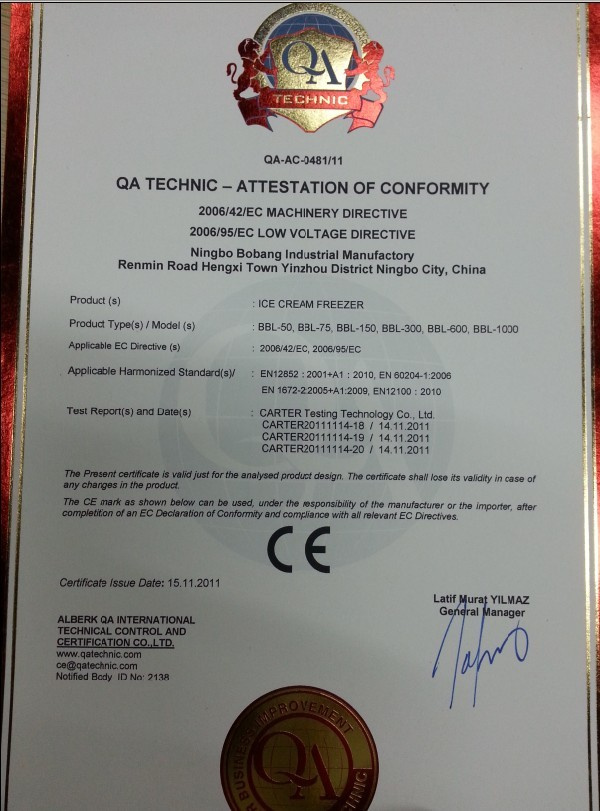 QA
TECHNIC
QA-AC-0481/11
QA TECHNIC – ATTESTATION OF CONFORMITY
2006/42/EC MACHINERY DIRECTIVE
2006/95/EC LOW VOLTAGE DIRECTIVE
Ningbo Bobang Industrial Manufactory
Renmin Road Hengxi Town Yinzhou District Ningbo City, China
Product (s) : ICE CREAM FREEZER
Product Type(s) / Model (s) : BBL-50, BBL-75, BBL-150, BBL-300, BBL-600, BBL-1000
Applicable EC Directive (s) : 2006/42/EC, 2006/95/EC
Applicable Harmonized Standard(s)/ : EN12852 : 2001+A1 : 2010, EN 60204-1:2006
EN 1672-2:2005+A1:2009, EN12100 : 2010
Test Report(s) and Date(s) : CARTER Testing Technology Co., Ltd.
CARTER20111114-18 / 14.11.2011
CARTER20111114-19 / 14.11.2011
CARTER20111114-20 / 14.11.2011
The Present certificate is valid just for the analysed product design. The certificate shall lose its validity in case of
any changes in the product.
The CE mark as shown below can be used, under the responsibility of the manufacturer or the importer, after
completion of an EC Declaration of Conformity and compliance with all relevant EC Directives.
CE
Certificate Issue Date: 15.11.2011
Latif Murat YILMAZ
General Manager
ALBERK QA INTERNATIONAL
TECHNICAL CONTROL AND
CERTIFICATION CO.,LTD.
www.qatechnic.com
ce@qatechnic.com
Notified Body ID No: 2138
BUSINESS IMPROVEMENT
QA